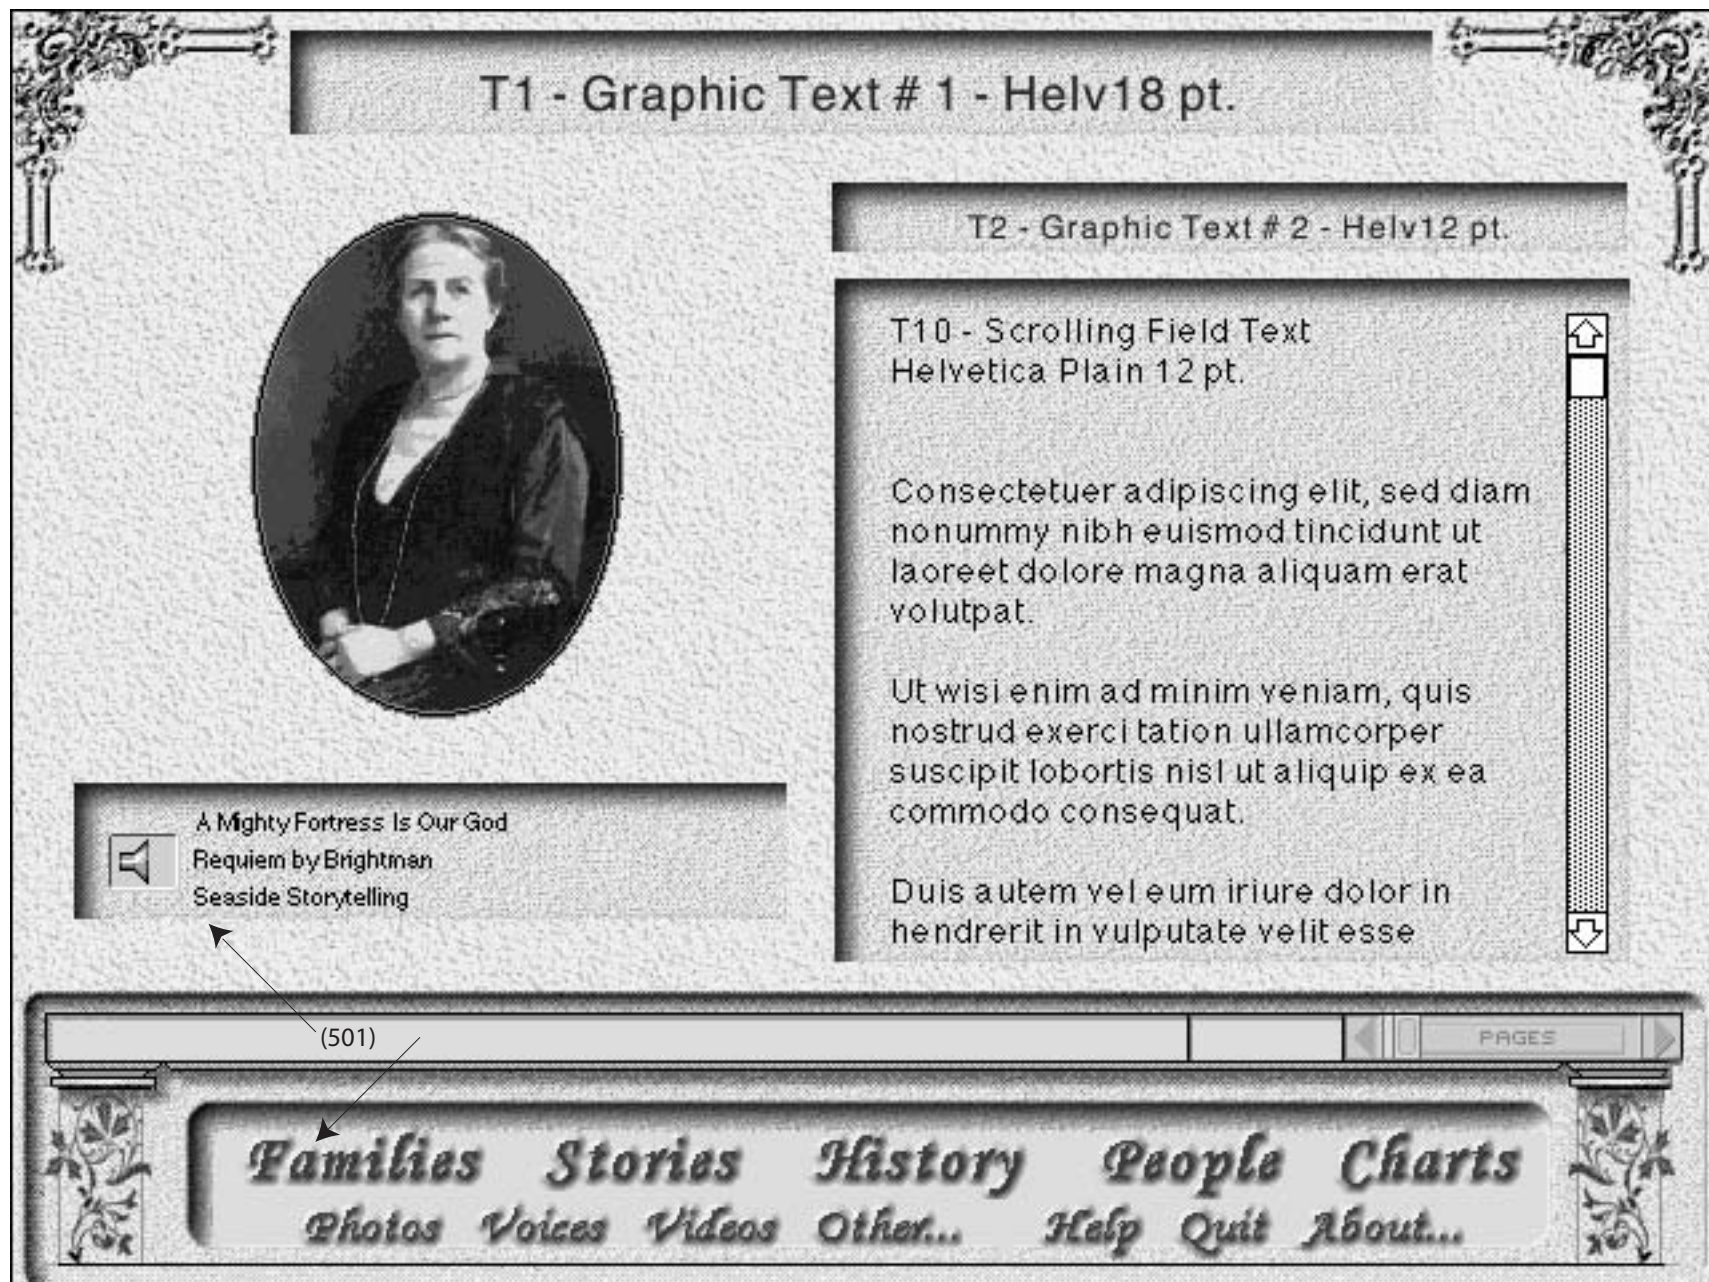 T1 - Graphic Text # 1 - Helv18 pt.
T2 - Graphic Text # 2 - Helv12 pt.
T10 - Scrolling Field Text
Helvetica Plain 12 pt.
Consectetuer adipiscing elit, sed diam
nonummy nibh euismod tincidunt ut
laoreet dolore magna aliquam erat
volutpat.
Ut wisi enim ad minim veniam, quis
nostrud exerci tation ullamcorper
suscipit lobortis nisl ut aliquip ex ea
commodo consequat.
Duis autem vel eum iriure dolor in
hendrerit in vulputate velit esse
A Mighty Fortress Is Our God
Requiem by Brightman
Seaside Storytelling
(501)
PAGES
Families Stories History People Charts
Photos Voices Videos Other... Help Quit About...